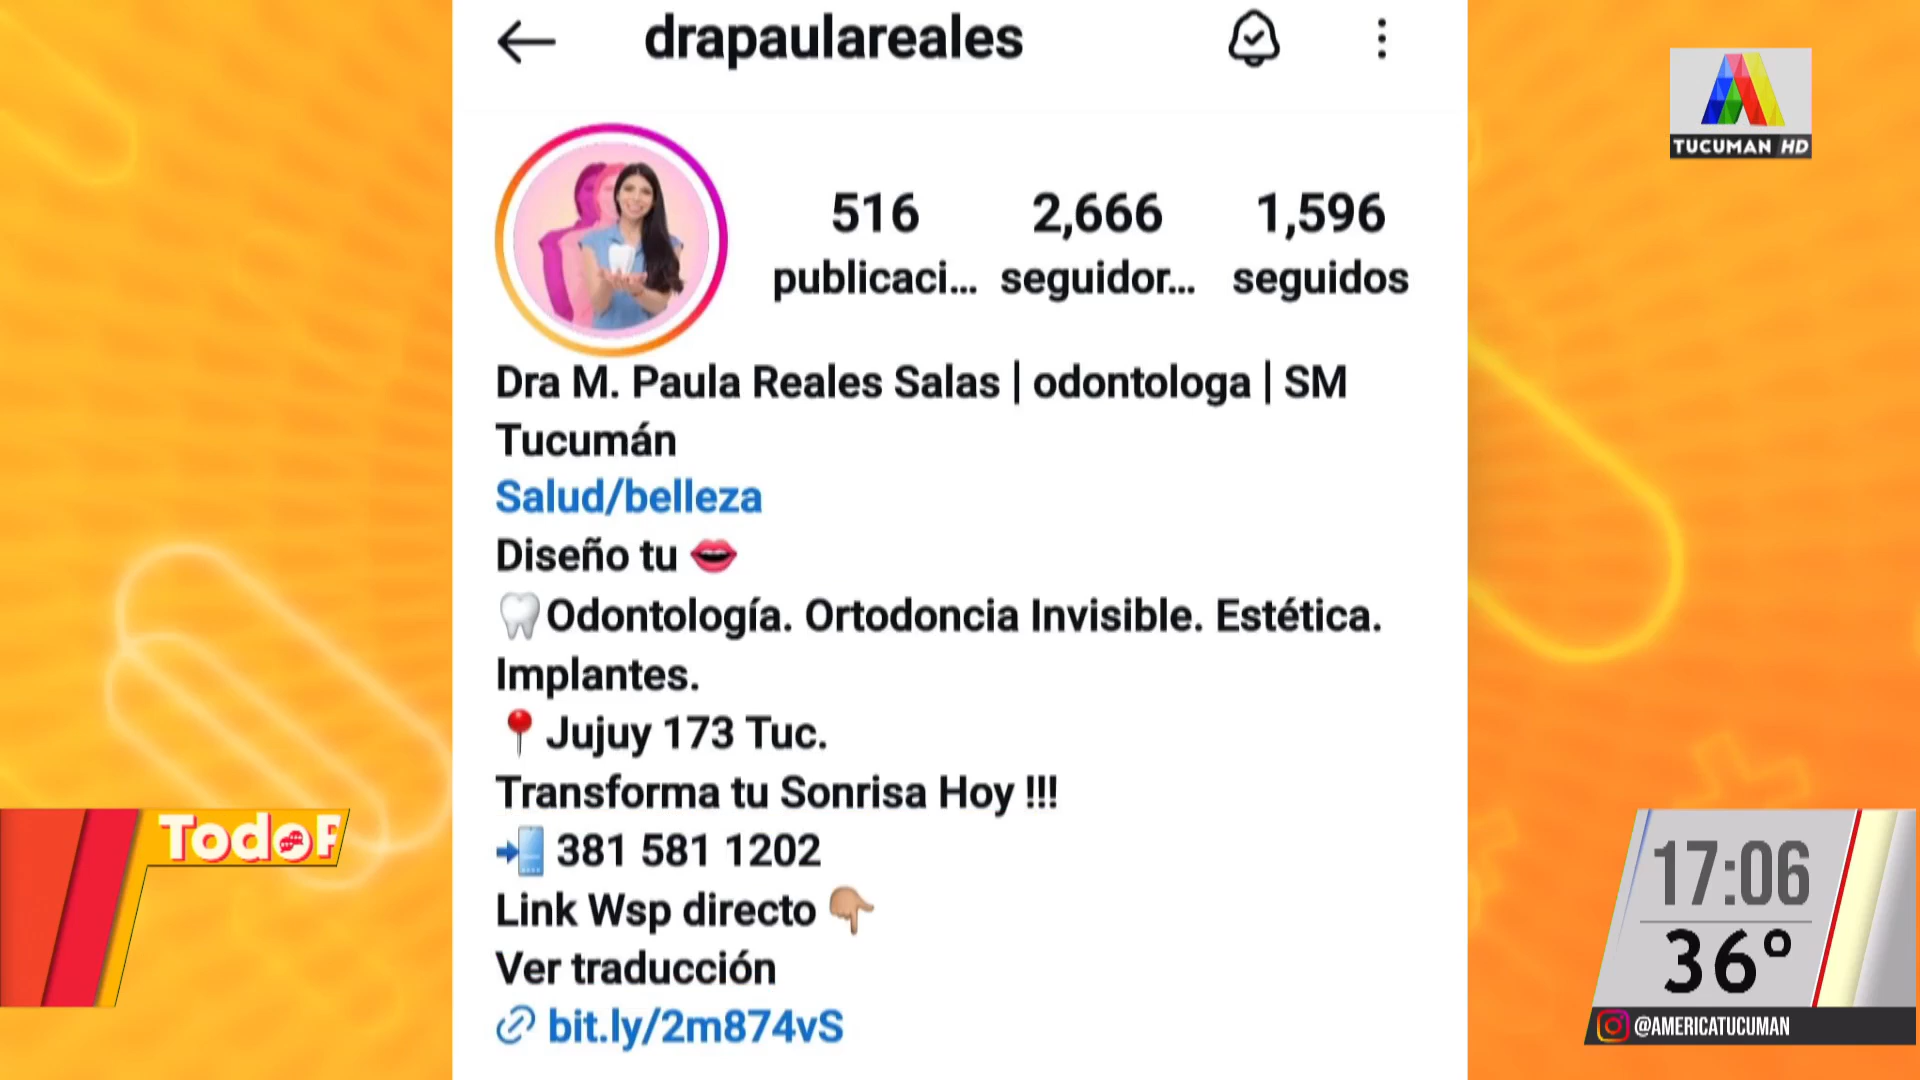 drapaulareales
516
2,666
1,596
publicaci...
seguidor...
seguidos
Dra M. Paula Reales Salas | odontologa | SM
Tucumán
Salud/belleza
Diseño tu 👄
🦷Odontología. Ortodoncia Invisible. Estética.
Implantes.
📍Jujuy 173 Tuc.
Transforma tu Sonrisa Hoy !!!
📲 381 581 1202
Link Wsp directo 👇🏼
Ver traducción
bit.ly/2m874vS
TUCUMAN HD
TodoP
17:06
36°
@AMERICATUCUMAN